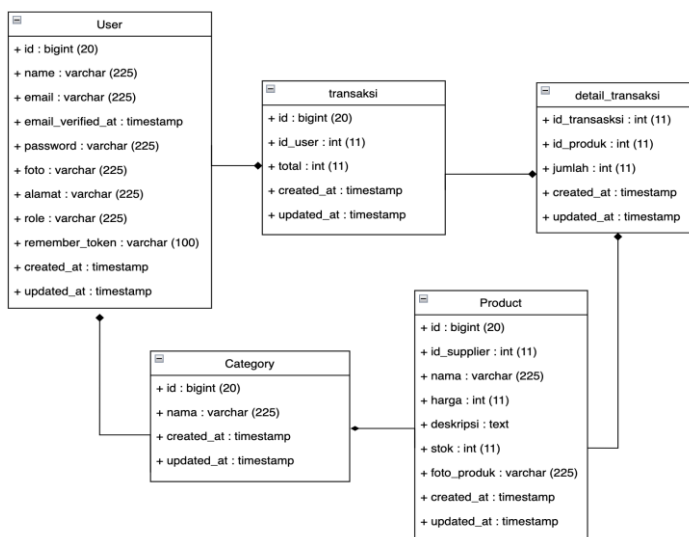 User
+ id : bigint (20)
+ name : varchar (225)
+ email : varchar (225)
+ email_verified_at : timestamp
+ password : varchar (225)
+ foto : varchar (225)
+ alamat : varchar (225)
+ role : varchar (225)
+ remember_token : varchar (100)
+ created_at : timestamp
+ updated_at : timestamp
transaksi
+ id : bigint (20)
+ id_user : int (11)
+ total : int (11)
+ created_at : timestamp
+ updated_at : timestamp
detail_transaksi
+ id_transasksi : int (11)
+ id_produk : int (11)
+ jumlah : int (11)
+ created_at : timestamp
+ updated_at : timestamp
Category
+ id : bigint (20)
+ nama : varchar (225)
+ created_at : timestamp
+ updated_at : timestamp
Product
+ id : bigint (20)
+ id_supplier : int (11)
+ nama : varchar (225)
+ harga : int (11)
+ deskripsi : text
+ stok : int (11)
+ foto_produk : varchar (225)
+ created_at : timestamp
+ updated_at : timestamp